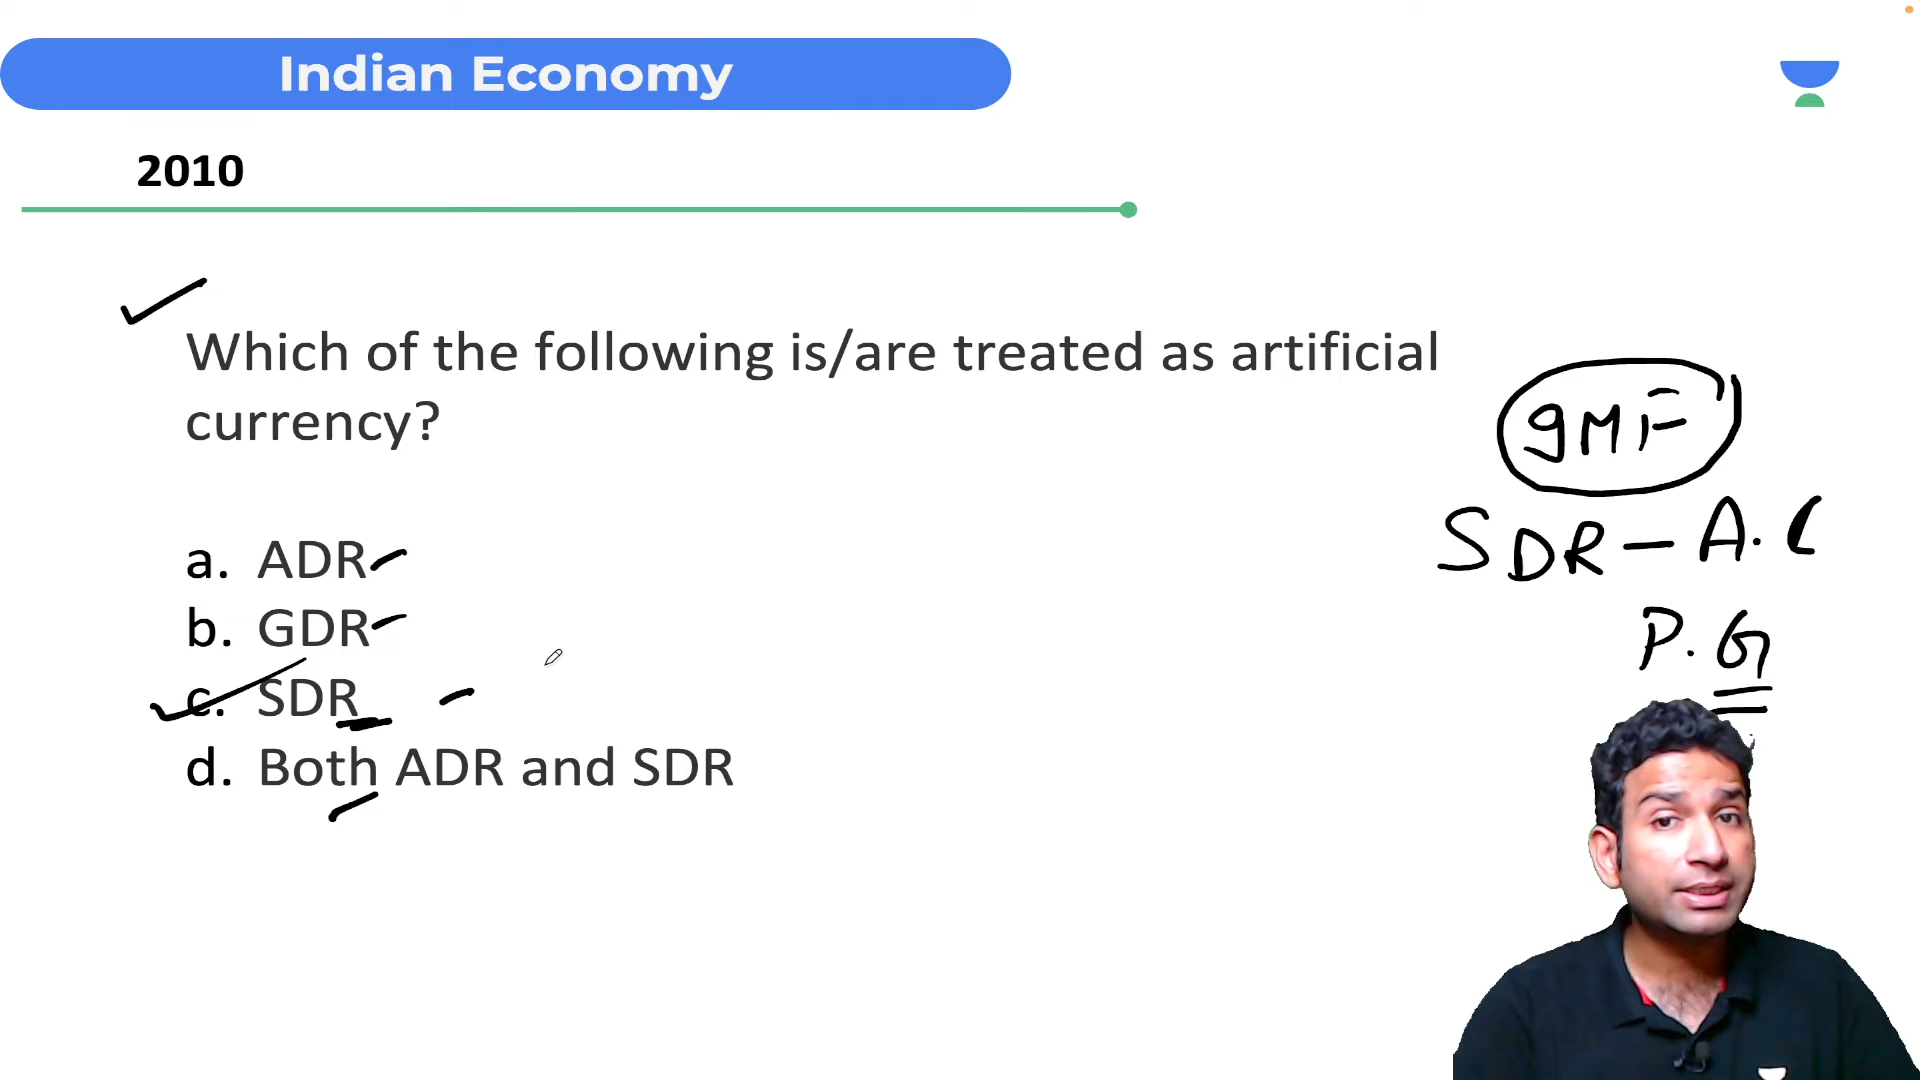 Indian Economy
2010
Which of the following is/are treated as artificial
currency?
IMF
SDR - A.C
a. ADR
b. GDR
P.G
c. SDR
d. Both ADR and SDR